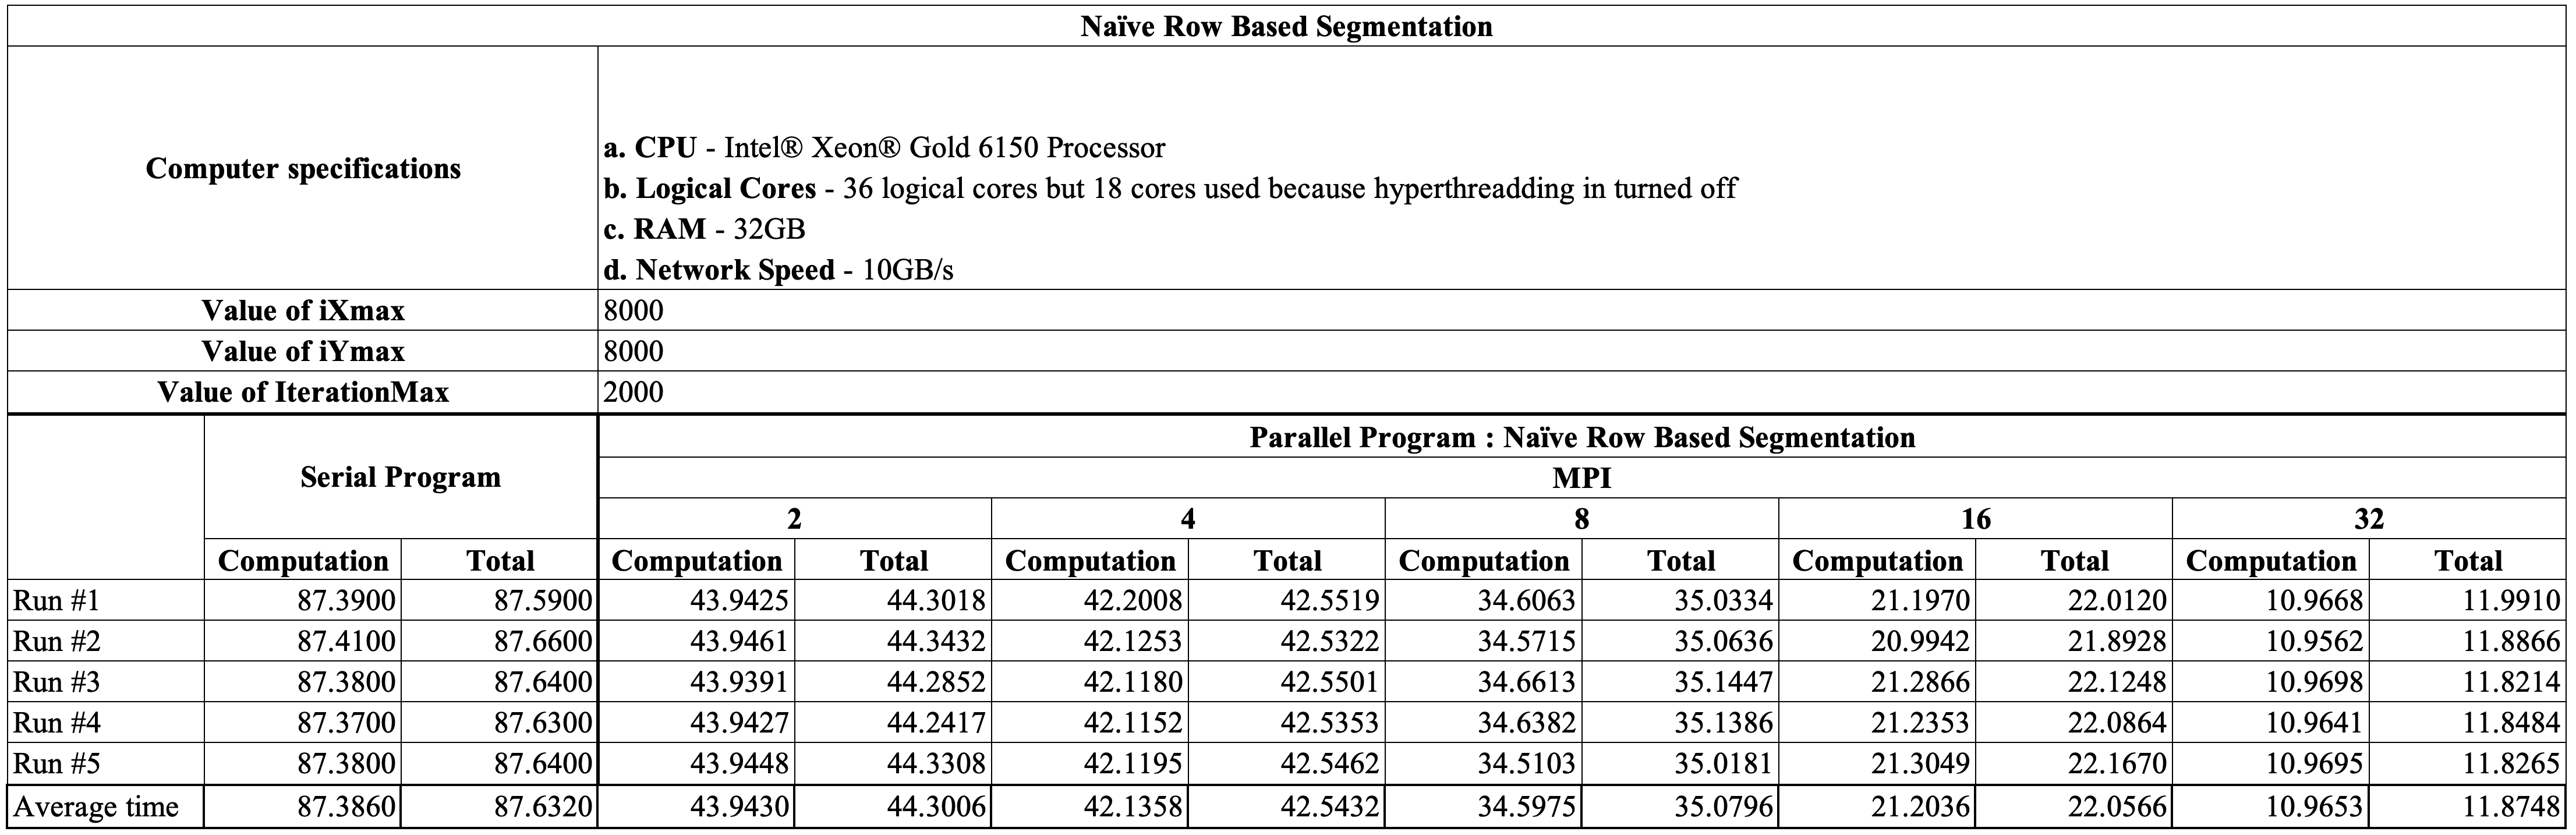 Naïve Row Based Segmentation
Computer specifications
a. CPU - Intel® Xeon® Gold 6150 Processor
b. Logical Cores - 36 logical cores but 18 cores used because hyperthreadding in turned off
c. RAM - 32GB
d. Network Speed - 10GB/s
Value of iXmax 8000
Value of iYmax 8000
Value of IterationMax 2000
Serial Program
Parallel Program : Naïve Row Based Segmentation
MPI
2 4 8 16 32
Computation Total Computation Total Computation Total Computation Total Computation Total Computation Total
Run #1 87.3900 87.5900 43.9425 44.3018 42.2008 42.5519 34.6063 35.0334 21.1970 22.0120 10.9668 11.9910
Run #2 87.4100 87.6600 43.9461 44.3432 42.1253 42.5322 34.5715 35.0636 20.9942 21.8928 10.9562 11.8866
Run #3 87.3800 87.6400 43.9391 44.2852 42.1180 42.5501 34.6613 35.1447 21.2866 22.1248 10.9698 11.8214
Run #4 87.3700 87.6300 43.9427 44.2417 42.1152 42.5353 34.6382 35.1386 21.2353 22.0864 10.9641 11.8484
Run #5 87.3800 87.6400 43.9448 44.3308 42.1195 42.5462 34.5103 35.0181 21.3049 22.1670 10.9695 11.8265
Average time 87.3860 87.6320 43.9430 44.3006 42.1358 42.5432 34.5975 35.0796 21.2036 22.0566 10.9653 11.8748